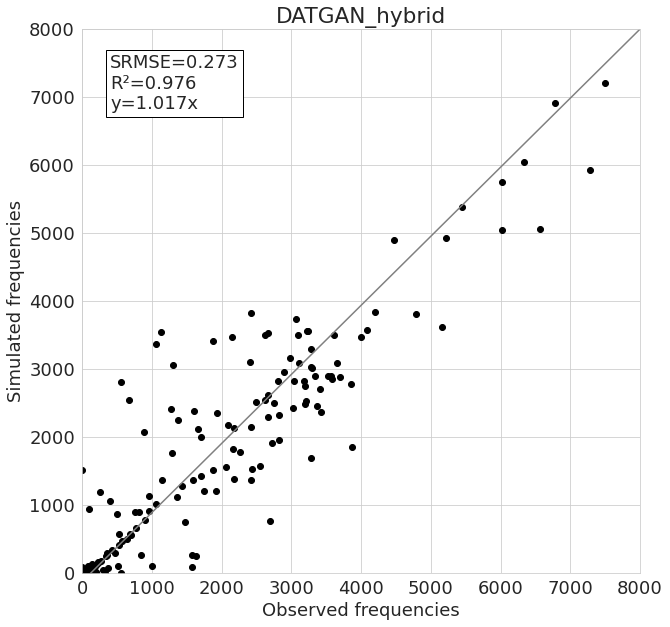 DATGAN_hybrid
SRMSE=0.273
R²=0.976
y=1.017x
8000
7000
6000
5000
4000
3000
2000
1000
0
Simulated frequencies
0 1000 2000 3000 4000 5000 6000 7000 8000
Observed frequencies